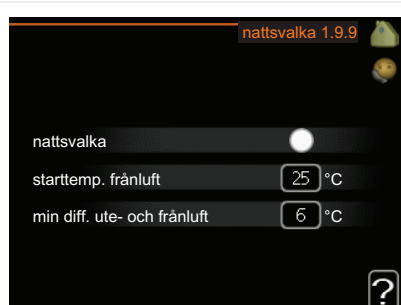 nattsvalka 1.9.9
nattsvalka
starttemp. frånluft 25 °C
min diff. ute- och frånluft 6 °C
?